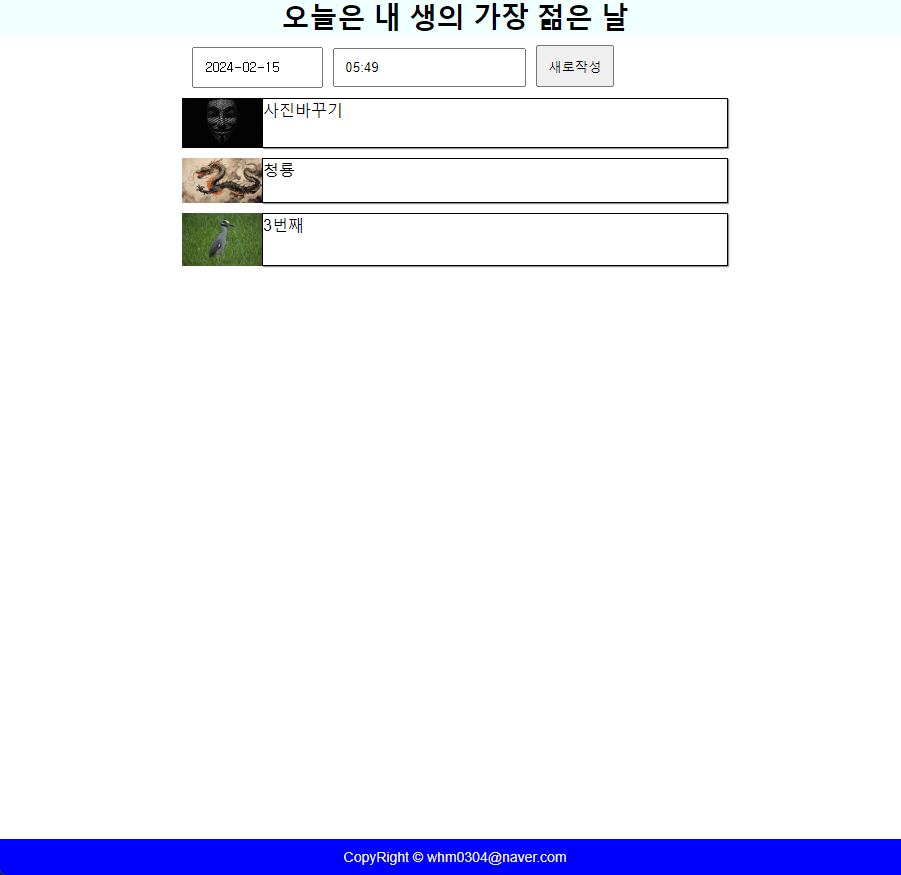 오늘은 내 생의 가장 젊은 날
2024-02-15 05:49 새로작성
사진바꾸기
청룡
3번째
CopyRight © whm0304@naver.com